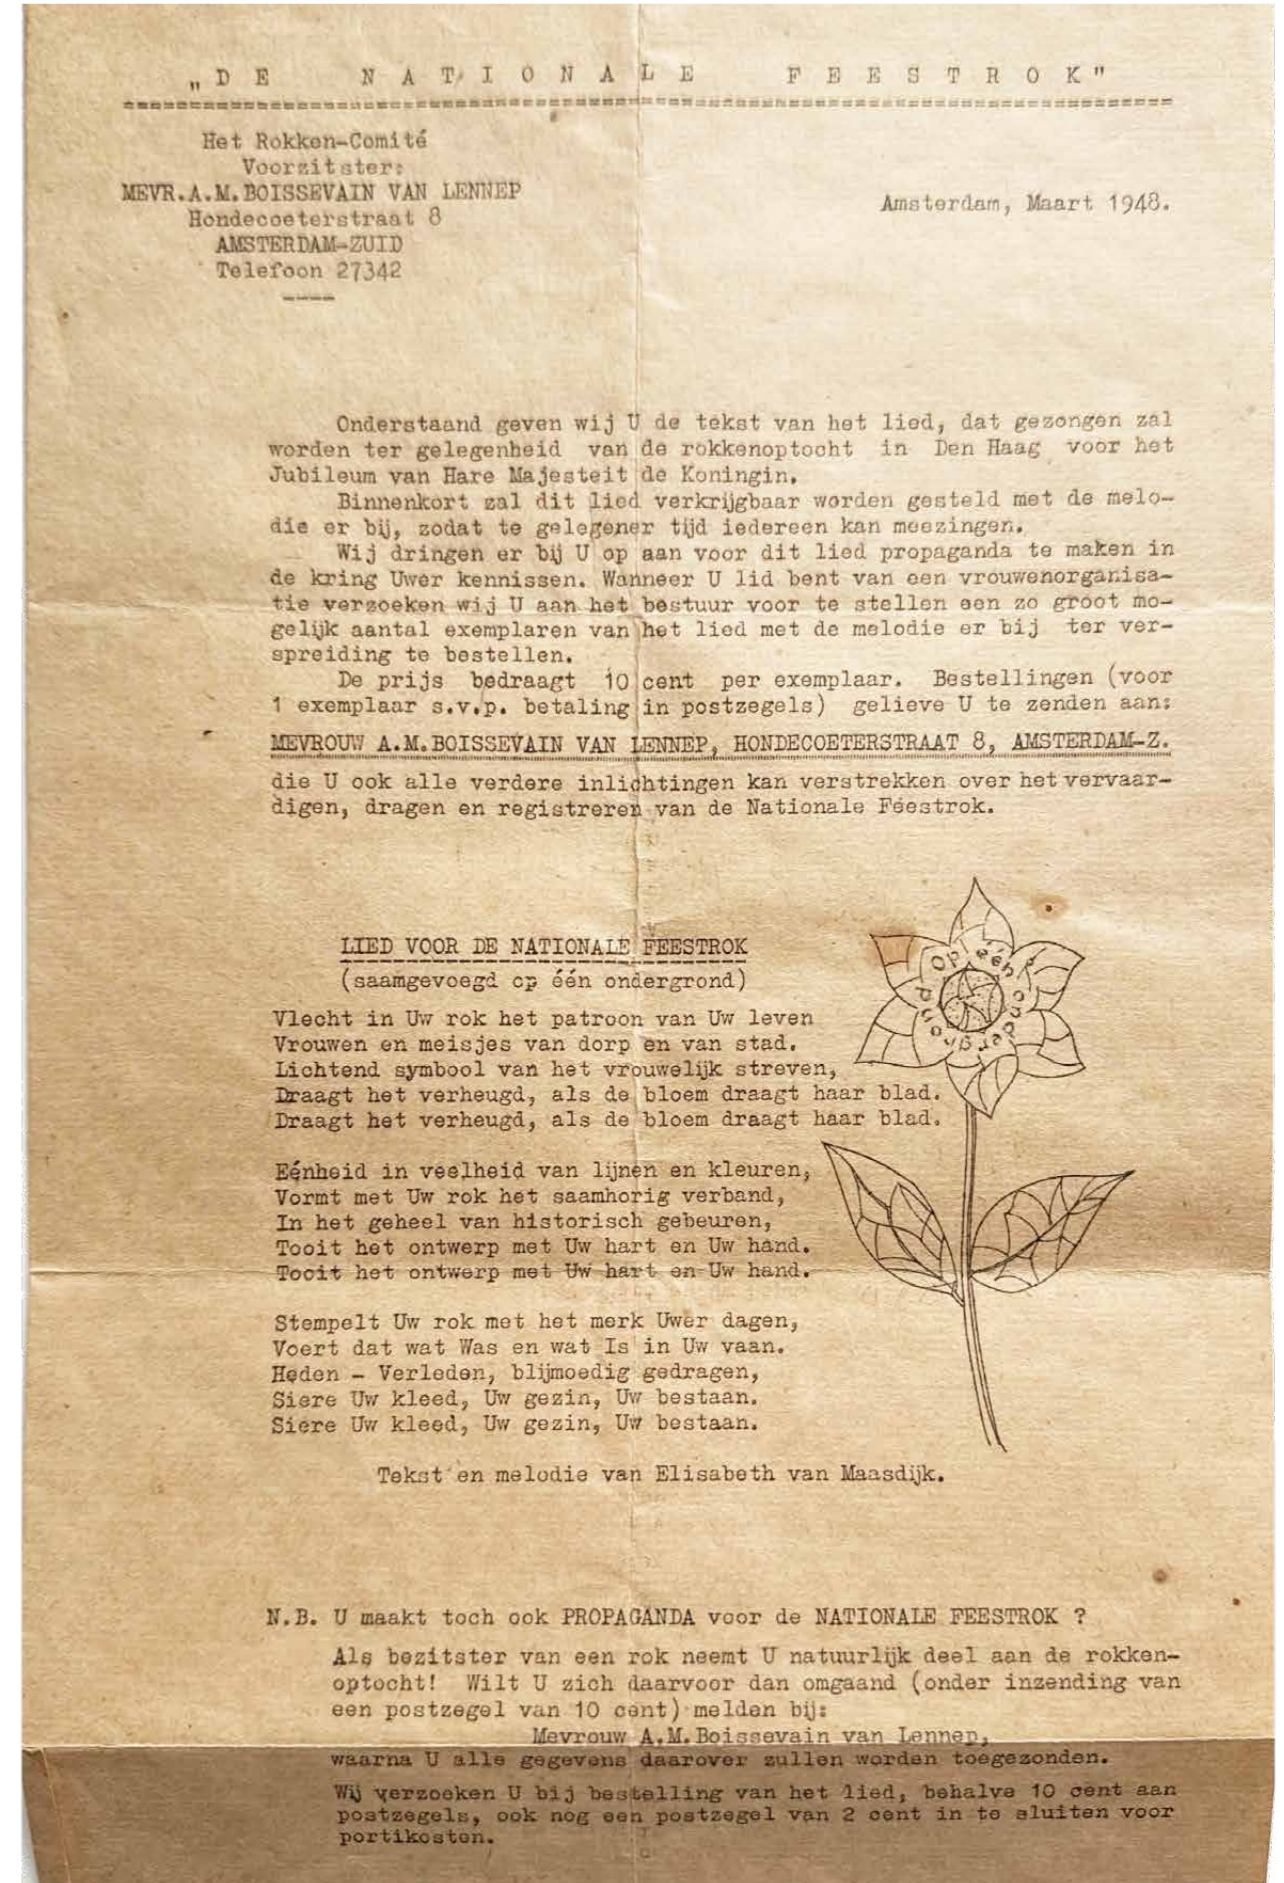 „DE NATIONALE FEESTROK"
Het Rokken-Comité
Voorzitster:
MEVR.A.M.BOISSEVAIN VAN LENNEP
Hondecoeterstraat 8
AMSTERDAM-ZUID
Telefoon 27342
Amsterdam, Maart 1948.
Onderstaand geven wij U de tekst van het lied, dat gezongen zal
worden ter gelegenheid van de rokkenoptocht in Den Haag voor het
Jubileum van Hare Majesteit de Koningin.
Binnenkort zal dit lied verkrijgbaar worden gesteld met de melo-
die er bij, zodat te gelegener tijd iedereen kan meezingen.
Wij dringen er bij U op aan voor dit lied propaganda te maken in
de kring Uwer kennissen. Wanneer U lid bent van een vrouwenorganisa-
tie verzoeken wij U aan het bestuur voor te stellen een zo groot mo-
gelijk aantal exemplaren van het lied met de melodie er bij ter ver-
spreiding te bestellen.
De prijs bedraagt 10 cent per exemplaar. Bestellingen (voor
1 exemplaar s.v.p. betaling in postzegels) gelieve U te zenden aan:
MEVROUW A.M.BOISSEVAIN VAN LENNEP, HONDECOETERSTRAAT 8, AMSTERDAM-Z.
die U ook alle verdere inlichtingen kan verstrekken over het vervaar-
digen, dragen en registreren van de Nationale Feestrok.
LIED VOOR DE NATIONALE FEESTROK
(saamgevoegd op één ondergrond)
Vlecht in Uw rok het patroon van Uw leven
Vrouwen en meisjes van dorp en van stad.
Lichtend symbool van het vrouwelijk streven,
Draagt het verheugd, als de bloem draagt haar blad.
Draagt het verheugd, als de bloem draagt haar blad.
Op één ondergrond
Eénheid in veelheid van lijnen en kleuren,
Vormt met Uw rok het saamhorig verband,
In het geheel van historisch gebeuren,
Tooit het ontwerp met Uw hart en Uw hand.
Tooit het ontwerp met Uw hart en Uw hand.
Stempelt Uw rok met het merk Uwer dagen,
Voert dat wat Was en wat Is in Uw vaan.
Heden - Verleden, blijmoedig gedragen,
Siere Uw kleed, Uw gezin, Uw bestaan.
Siere Uw kleed, Uw gezin, Uw bestaan.
Tekst en melodie van Elisabeth van Maasdijk.
N.B. U maakt toch ook PROPAGANDA voor de NATIONALE FEESTROK ?
Als bezitster van een rok neemt U natuurlijk deel aan de rokken-
optocht! Wilt U zich daarvoor dan omgaand (onder inzending van
een postzegel van 10 cent) melden bij:
Mevrouw A.M.Boissevain van Lennep,
waarna U alle gegevens daarover zullen worden toegezonden.
Wij verzoeken U bij bestelling van het lied, behalve 10 cent aan
postzegels, ook nog een postzegel van 2 cent in te sluiten voor
portikosten.